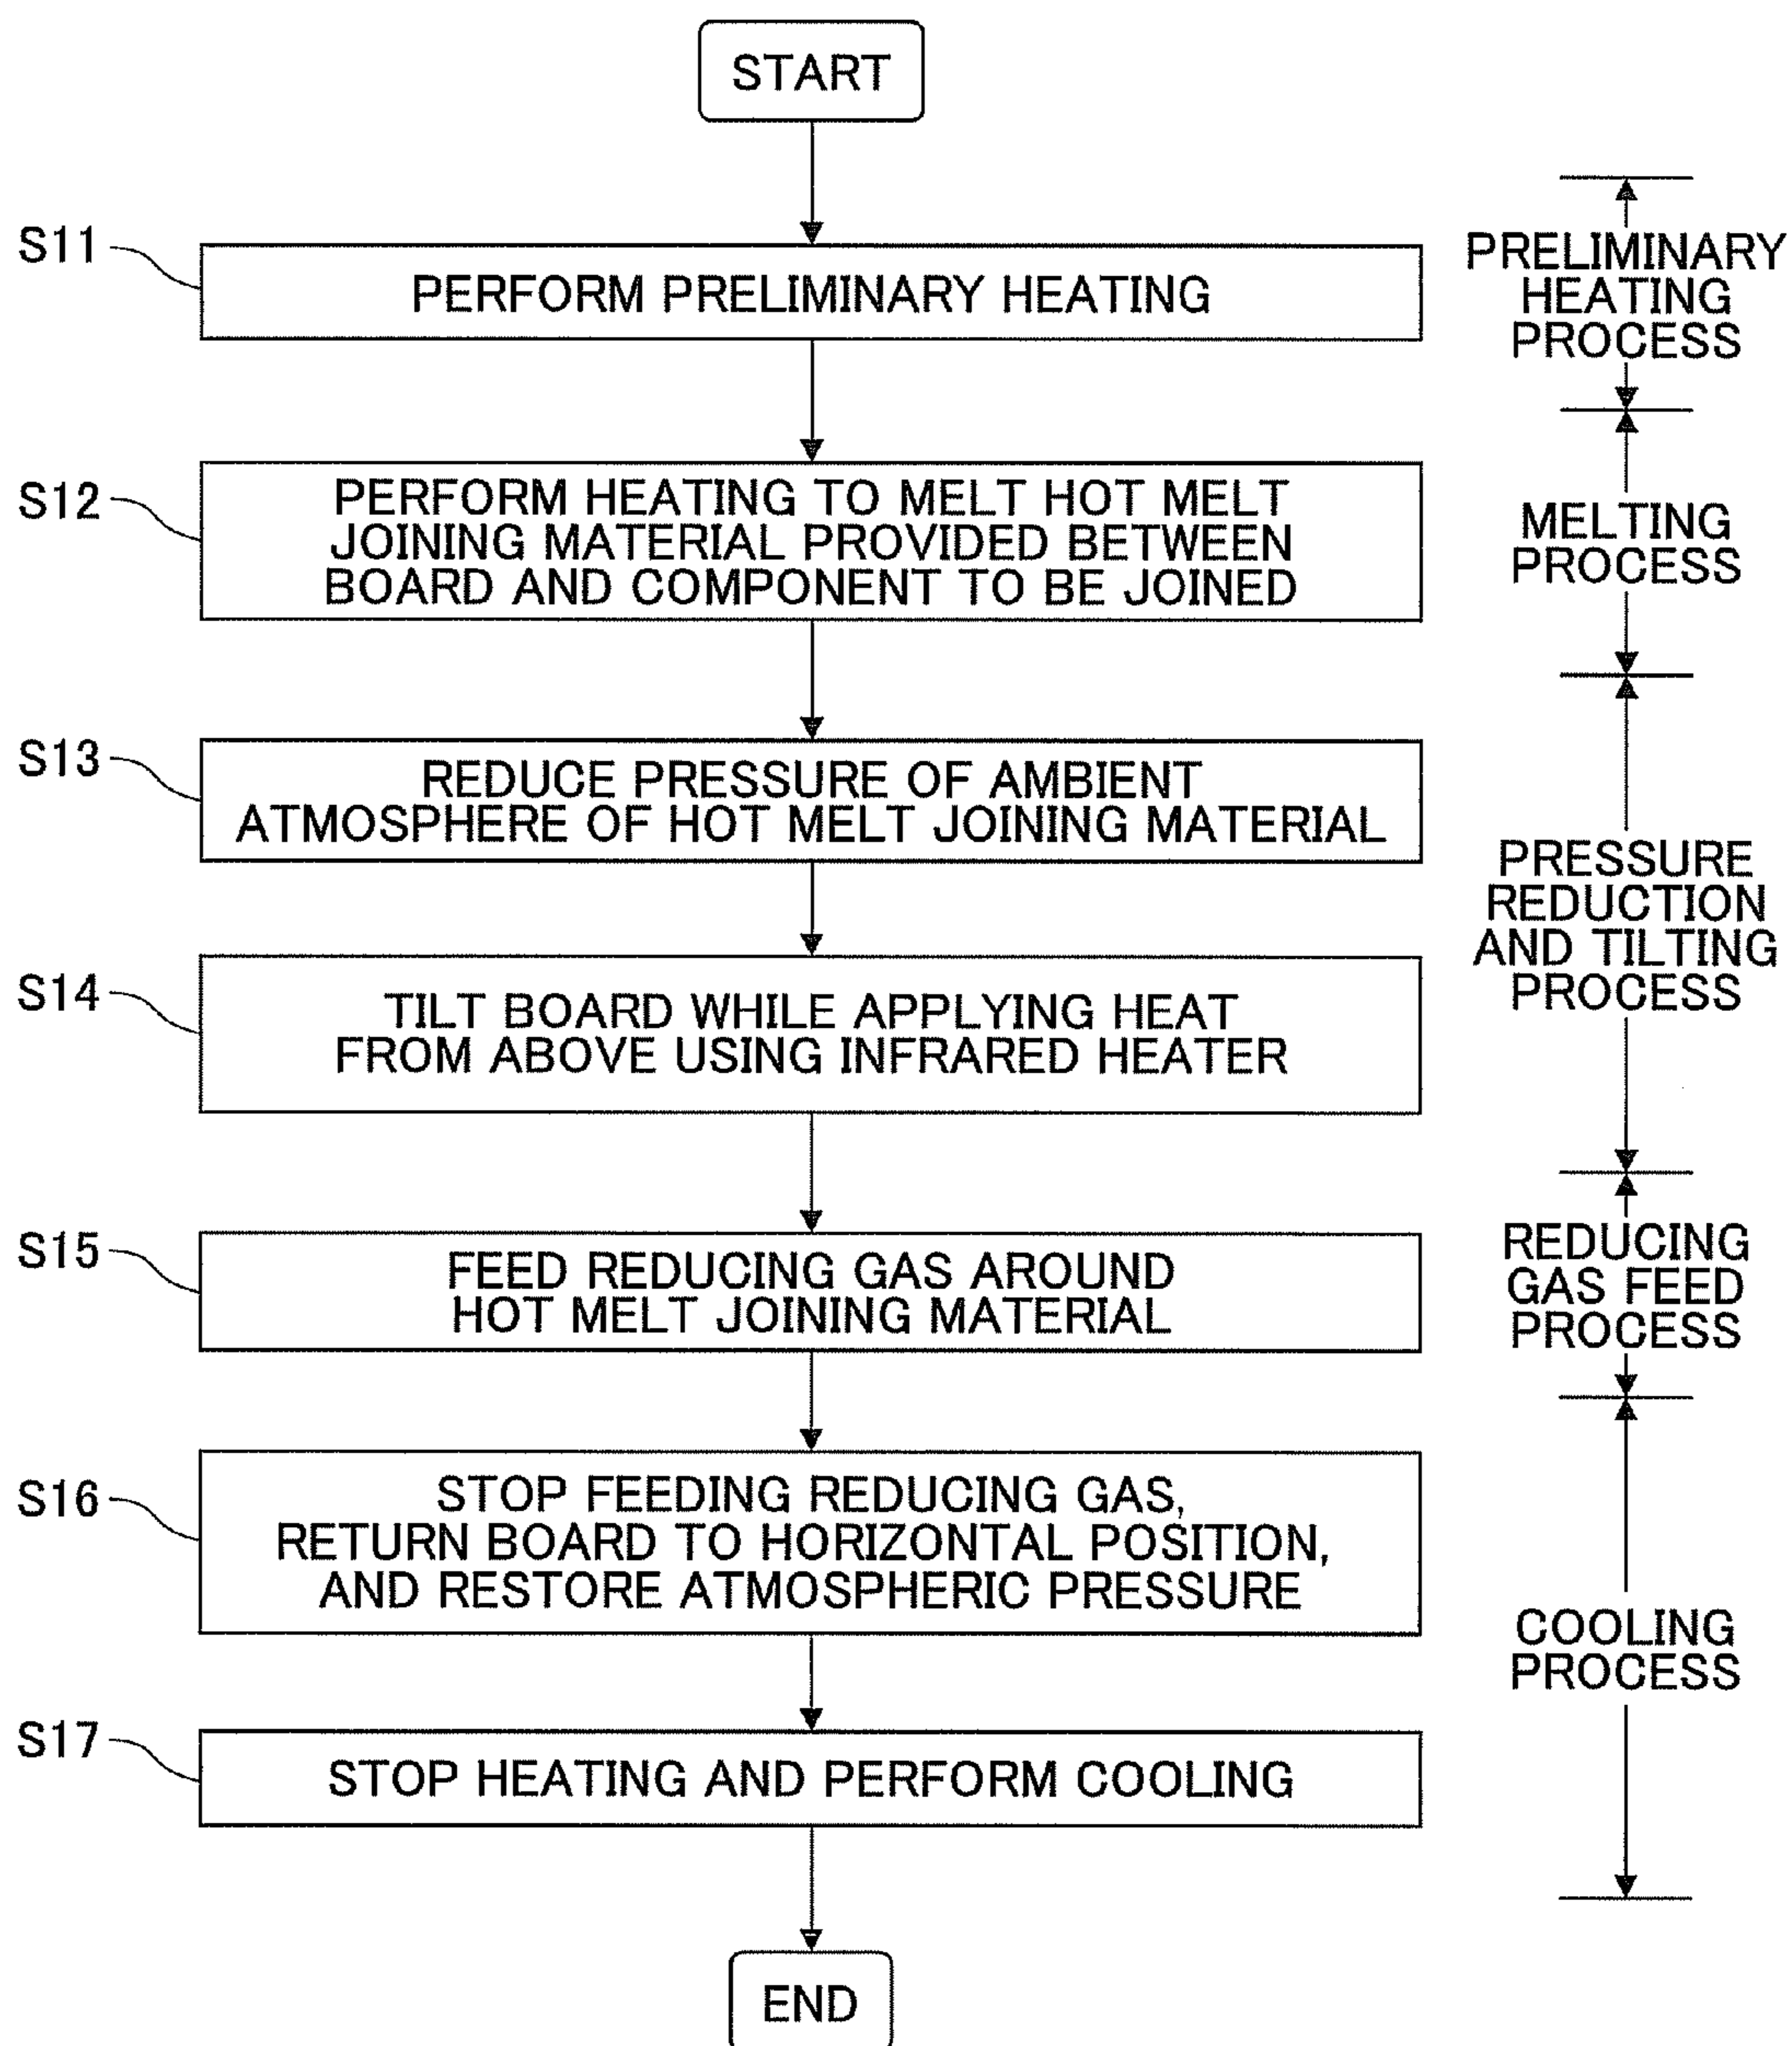 START
S11
PERFORM PRELIMINARY HEATING
PRELIMINARY
HEATING
PROCESS
S12
PERFORM HEATING TO MELT HOT MELT
JOINING MATERIAL PROVIDED BETWEEN
BOARD AND COMPONENT TO BE JOINED
MELTING
PROCESS
S13
REDUCE PRESSURE OF AMBIENT
ATMOSPHERE OF HOT MELT JOINING MATERIAL
PRESSURE
REDUCTION
AND TILTING
PROCESS
S14
TILT BOARD WHILE APPLYING HEAT
FROM ABOVE USING INFRARED HEATER
S15
FEED REDUCING GAS AROUND
HOT MELT JOINING MATERIAL
REDUCING
GAS FEED
PROCESS
S16
STOP FEEDING REDUCING GAS,
RETURN BOARD TO HORIZONTAL POSITION,
AND RESTORE ATMOSPHERIC PRESSURE
COOLING
PROCESS
S17
STOP HEATING AND PERFORM COOLING
END